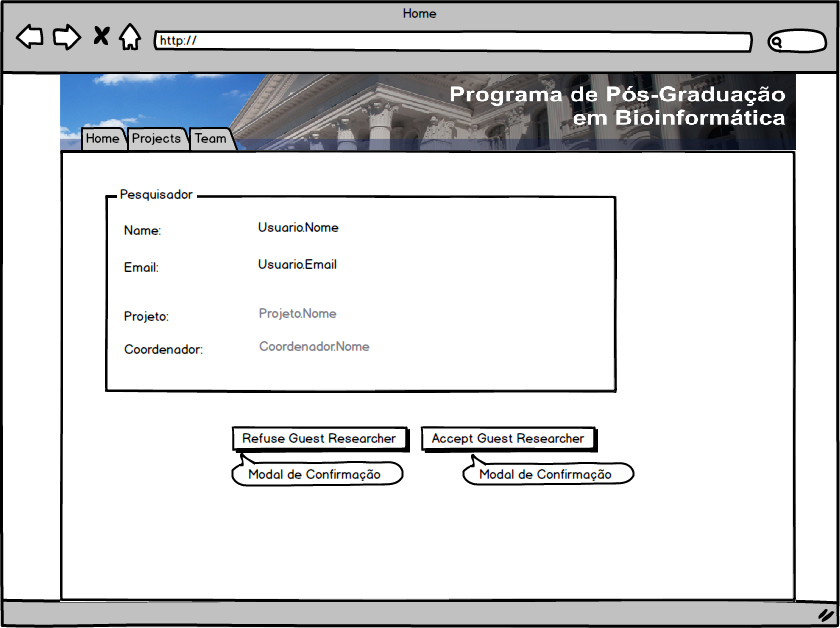 Home
http://
Programa de Pós-Graduação
em Bioinformática
Home Projects Team
Pesquisador
Name: Usuario.Nome
Email: Usuario.Email
Projeto: Projeto.Nome
Coordenador: Coordenador.Nome
Refuse Guest Researcher Accept Guest Researcher
Modal de Confirmação Modal de Confirmação